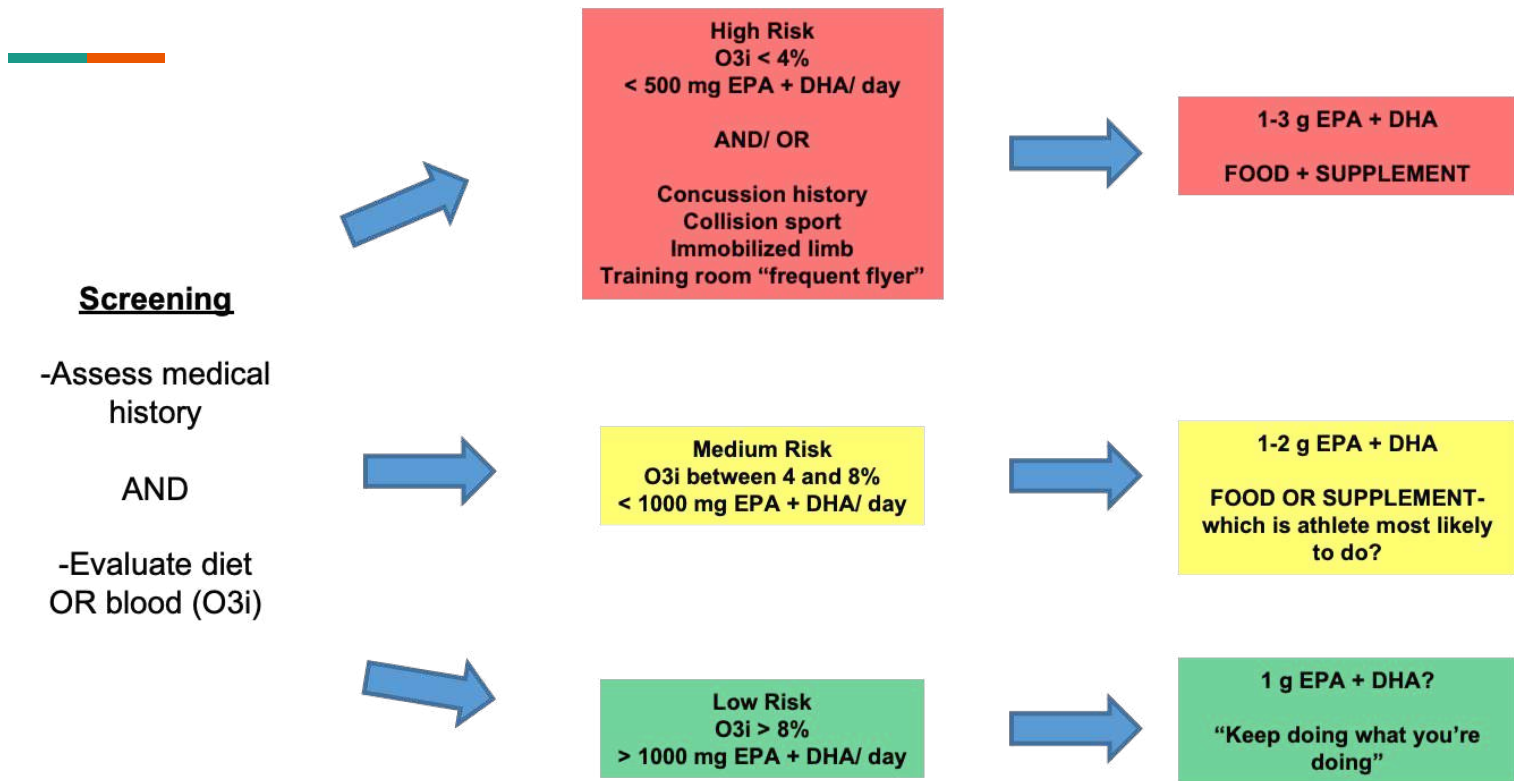 Screening
-Assess medical
history
AND
-Evaluate diet
OR blood (O3i)
High Risk
O3i < 4%
< 500 mg EPA + DHA/ day
AND/ OR
Concussion history
Collision sport
Immobilized limb
Training room “frequent flyer”
1-3 g EPA + DHA
FOOD + SUPPLEMENT
Medium Risk
O3i between 4 and 8%
< 1000 mg EPA + DHA/ day
1-2 g EPA + DHA
FOOD OR SUPPLEMENT-
which is athlete most likely
to do?
Low Risk
O3i > 8%
> 1000 mg EPA + DHA/ day
1 g EPA + DHA?
“Keep doing what you’re
doing”